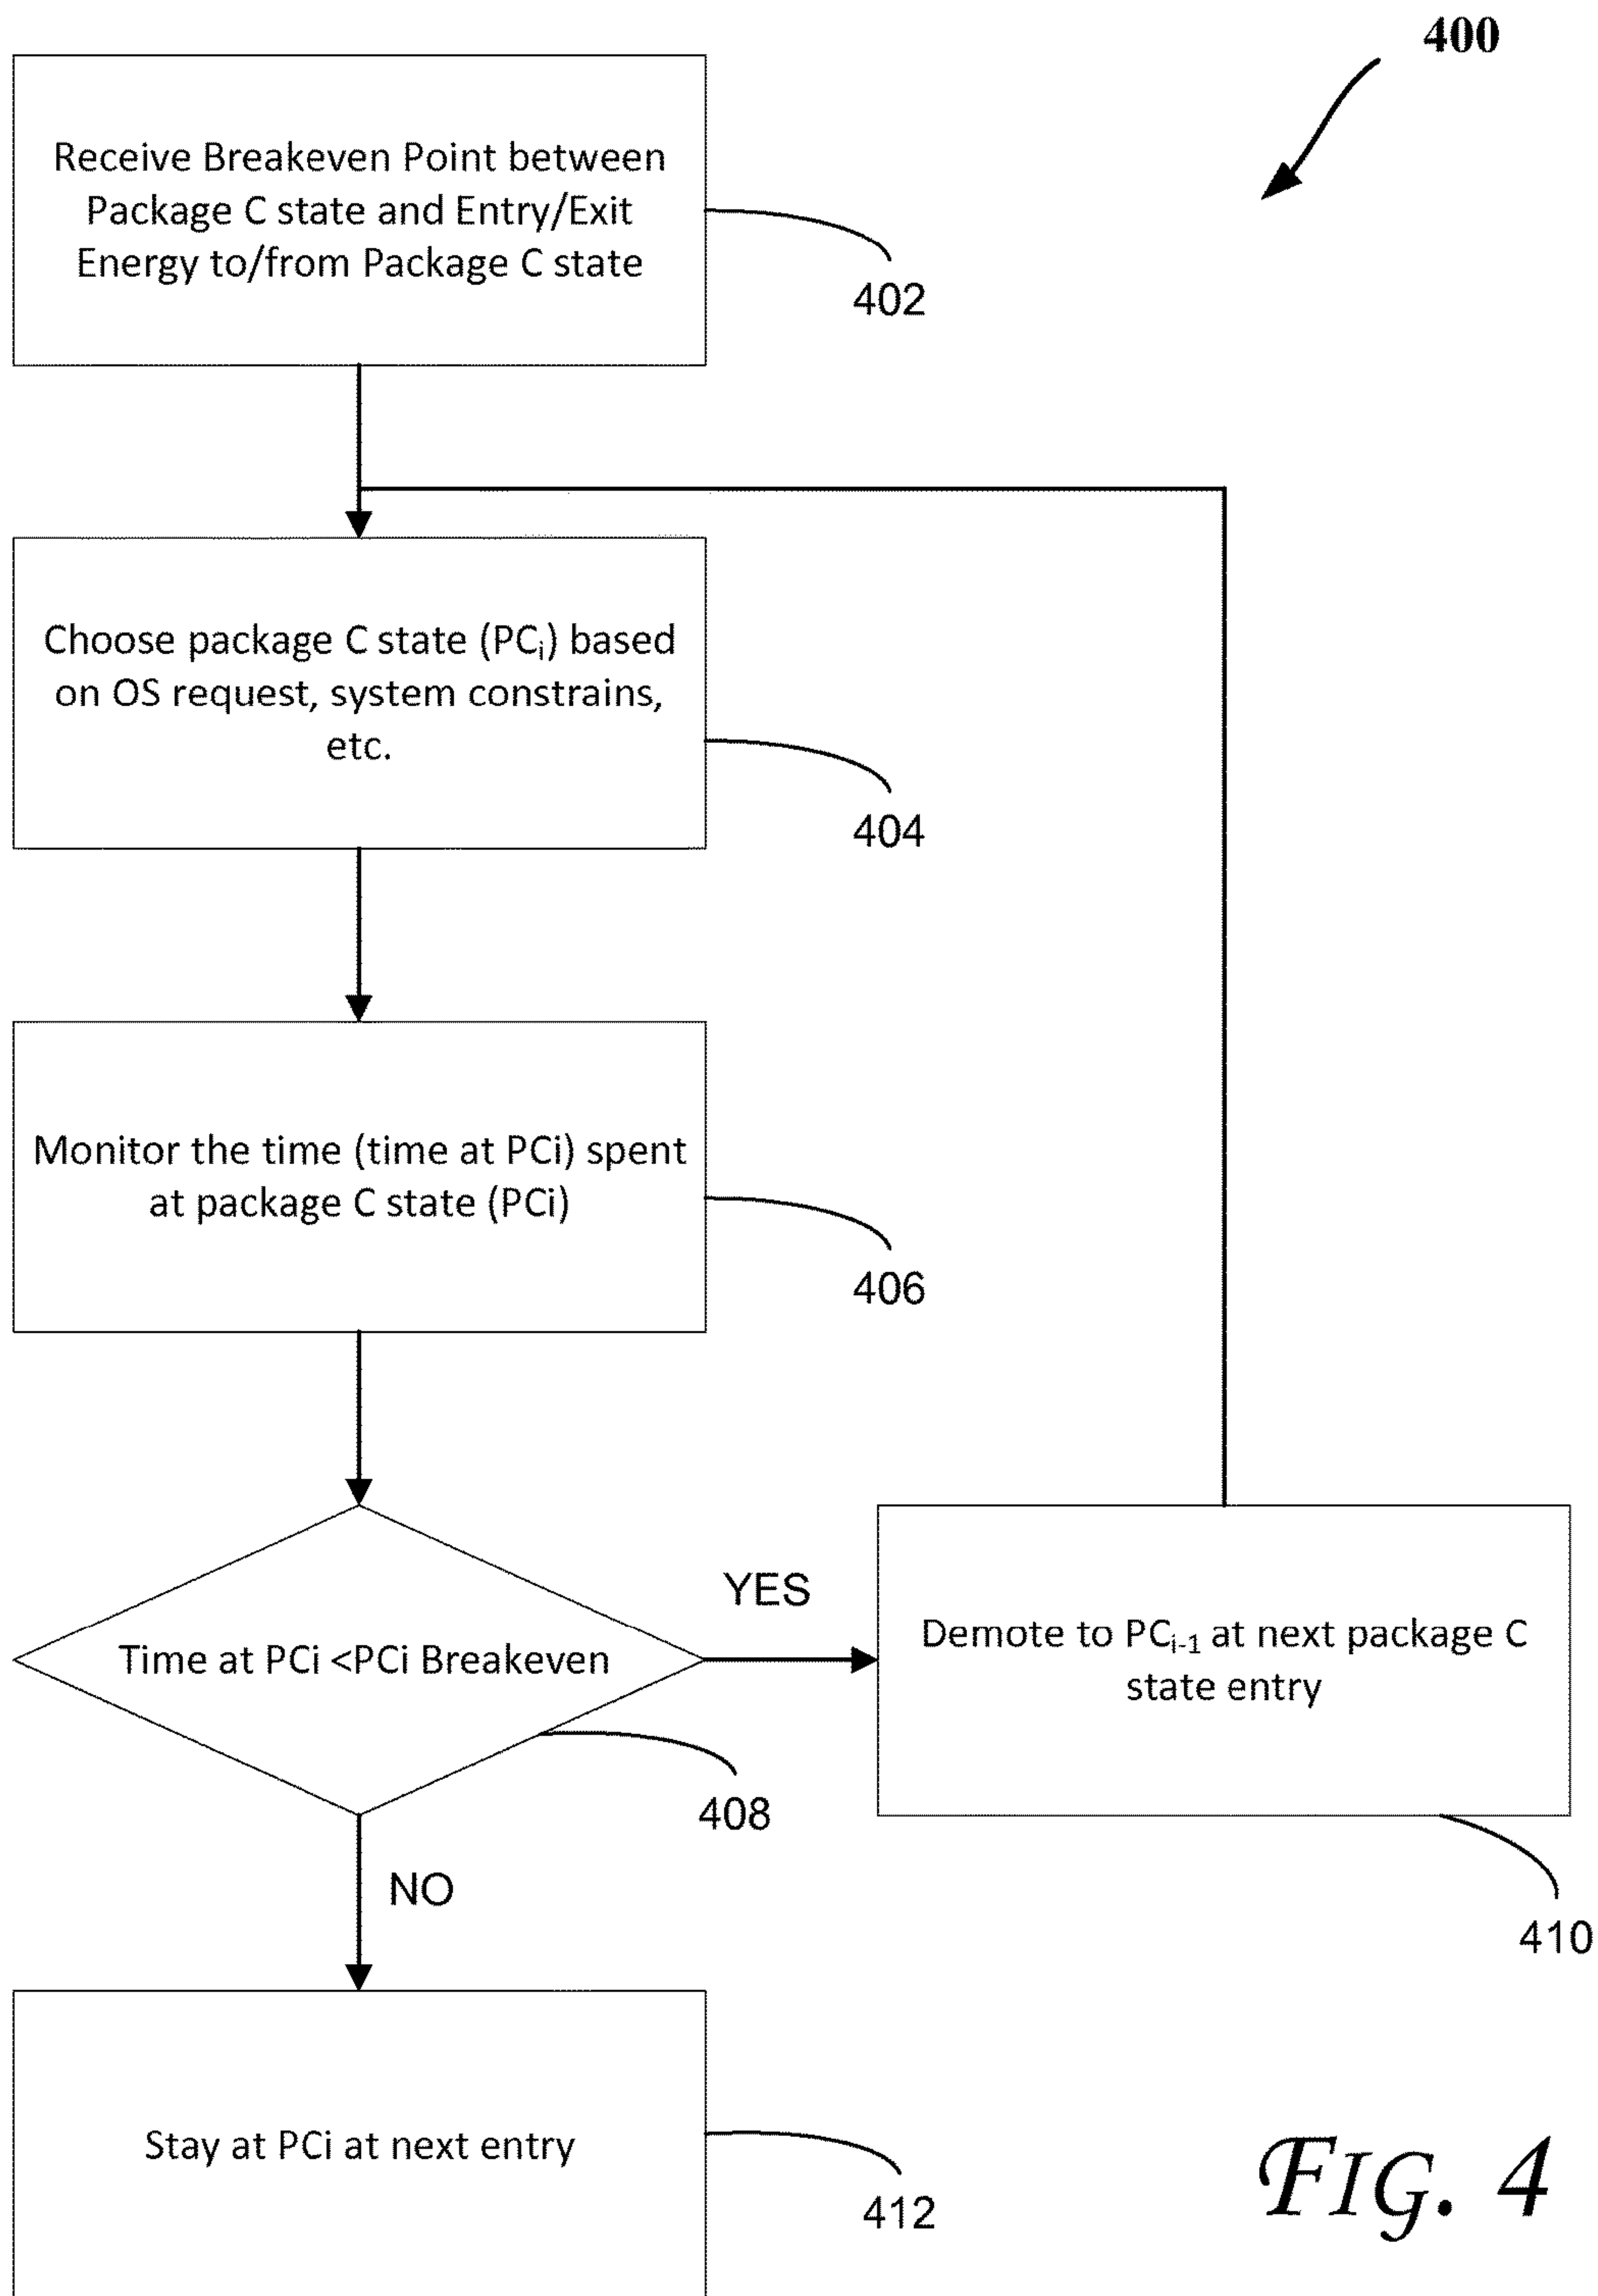 400
Receive Breakeven Point between
Package C state and Entry/Exit
Energy to/from Package C state
402
Choose package C state (PCi) based
on OS request, system constrains,
etc.
404
Monitor the time (time at PCi) spent
at package C state (PCi)
406
Time at PCi <PCi Breakeven
408
YES
Demote to PCi-1 at next package C
state entry
410
NO
Stay at PCi at next entry
412
FIG. 4